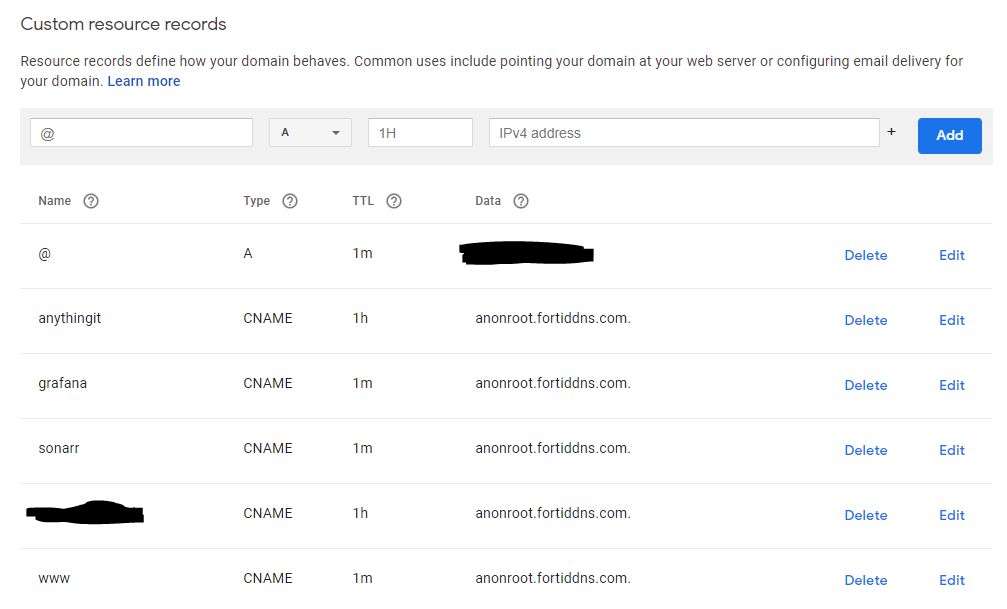 Custom resource records
Resource records define how your domain behaves. Common uses include pointing your domain at your web server or configuring email delivery for
your domain. Learn more
@ A 1H IPv4 address + Add
Name ? Type ? TTL ? Data ?
@ A 1m Delete Edit
anythingit CNAME 1h anonroot.fortiddns.com. Delete Edit
grafana CNAME 1m anonroot.fortiddns.com. Delete Edit
sonarr CNAME 1m anonroot.fortiddns.com. Delete Edit
CNAME 1h anonroot.fortiddns.com. Delete Edit
www CNAME 1m anonroot.fortiddns.com. Delete Edit